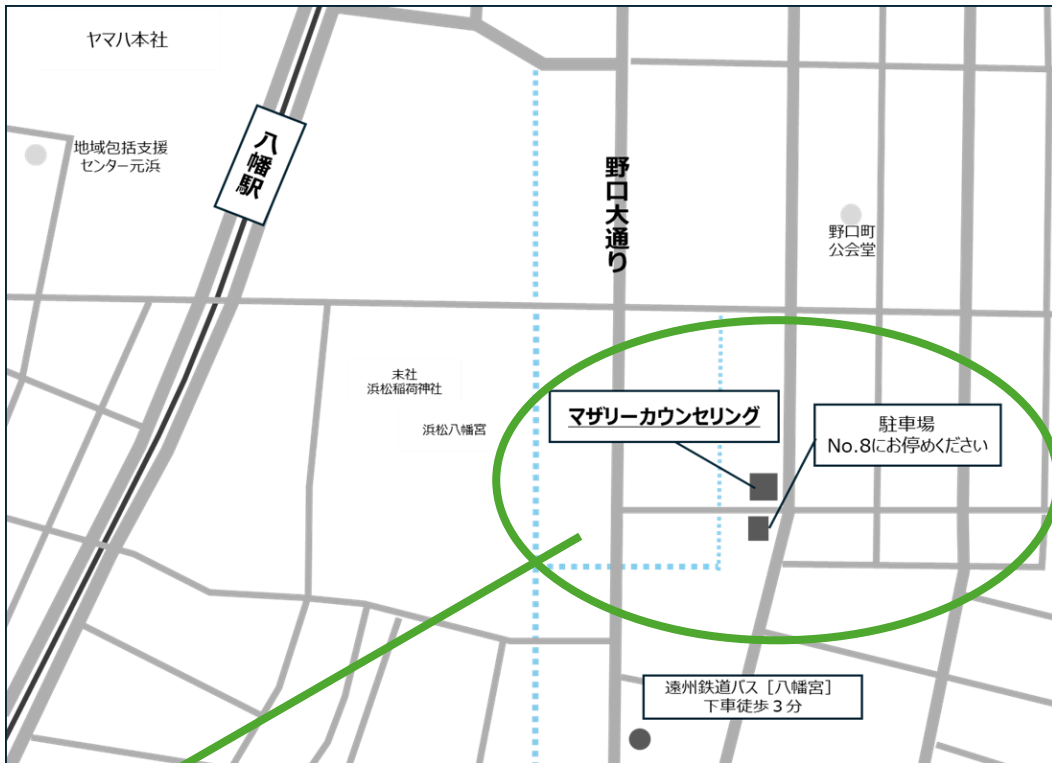 ヤマハ本社
地域包括支援
センター元浜
八幡駅
野口大通り
野口町
公会堂
末社
浜松稲荷神社
浜松八幡宮
マザリーカウンセリング
駐車場
No.8にお停めください
遠州鉄道バス［八幡宮］
下車徒歩３分